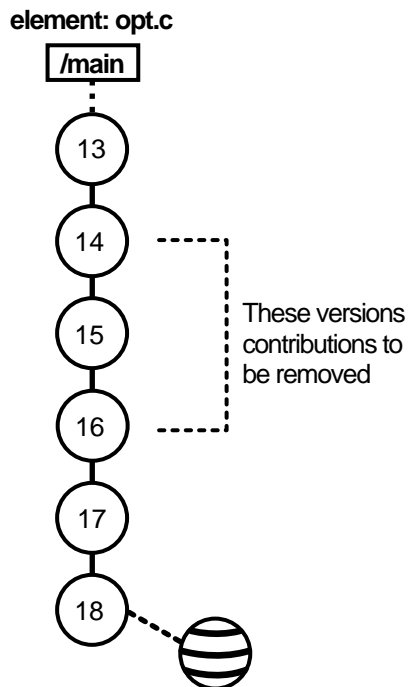 element: opt.c
/main
13
14
These versions
contributions to
be removed
15
16
17
18